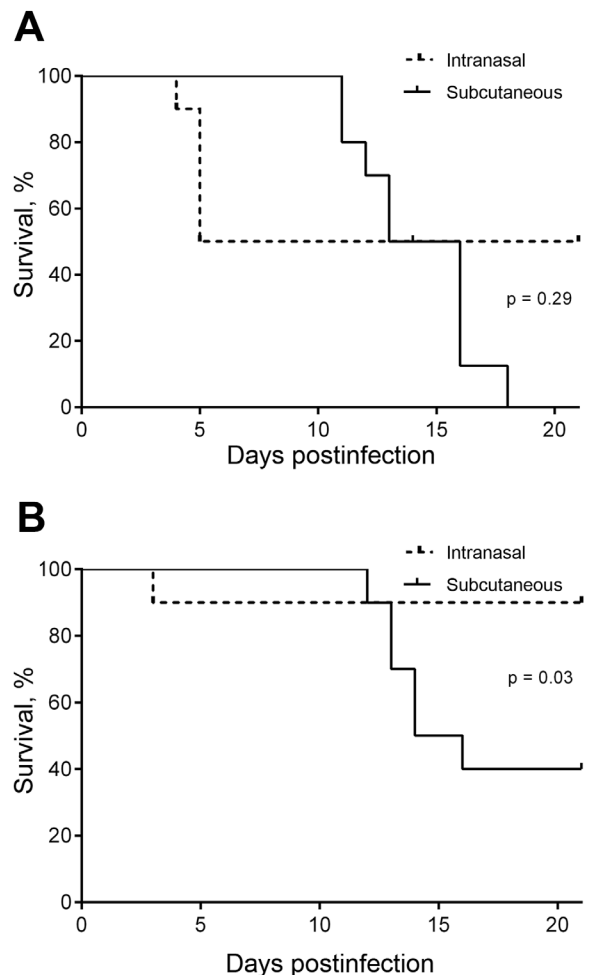 A
Intranasal
Subcutaneous
100
80
60
40
20
0
Survival, %
p = 0.29
0 5 10 15 20
Days postinfection
B
Intranasal
Subcutaneous
100
80
60
40
20
0
Survival, %
p = 0.03
0 5 10 15 20
Days postinfection